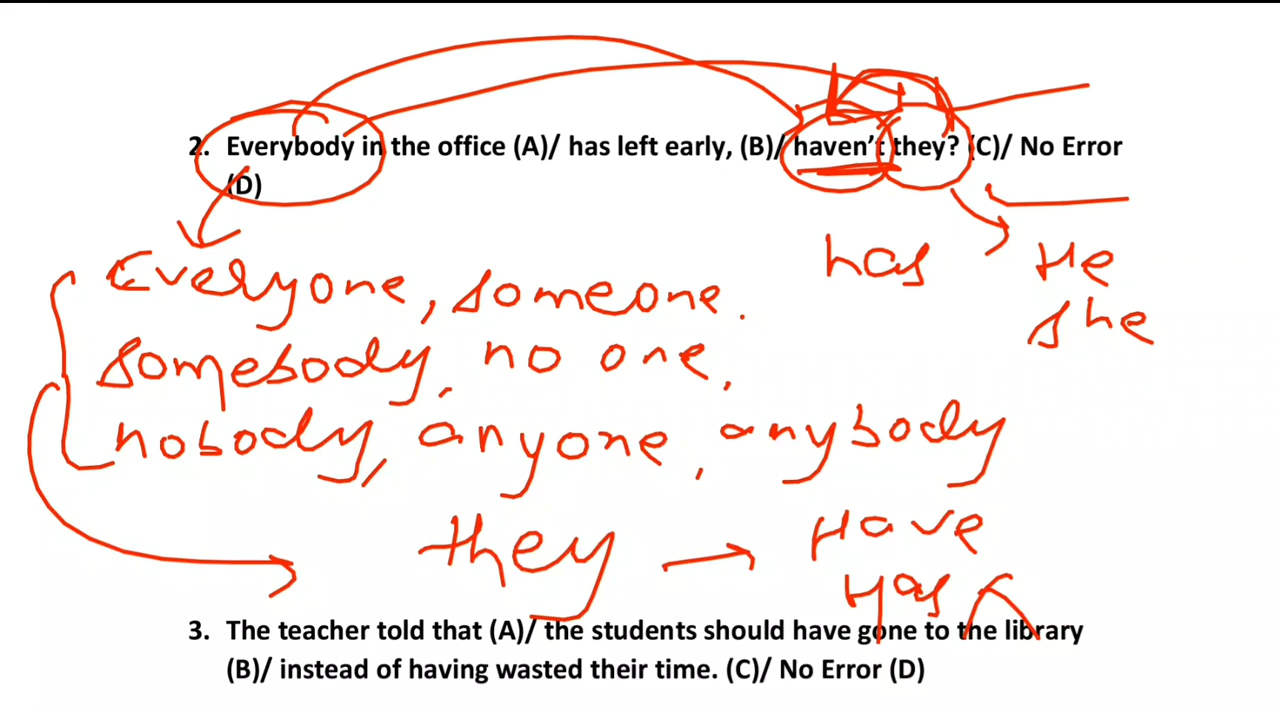 2. Everybody in the office (A)/ has left early, (B)/ haven't they? (C)/ No Error
(D)
has
He
She
Everyone, someone.
somebody, no one,
nobody, anyone, anybody
they → Have
Has
3. The teacher told that (A)/ the students should have gone to the library
(B)/ instead of having wasted their time. (C)/ No Error (D)